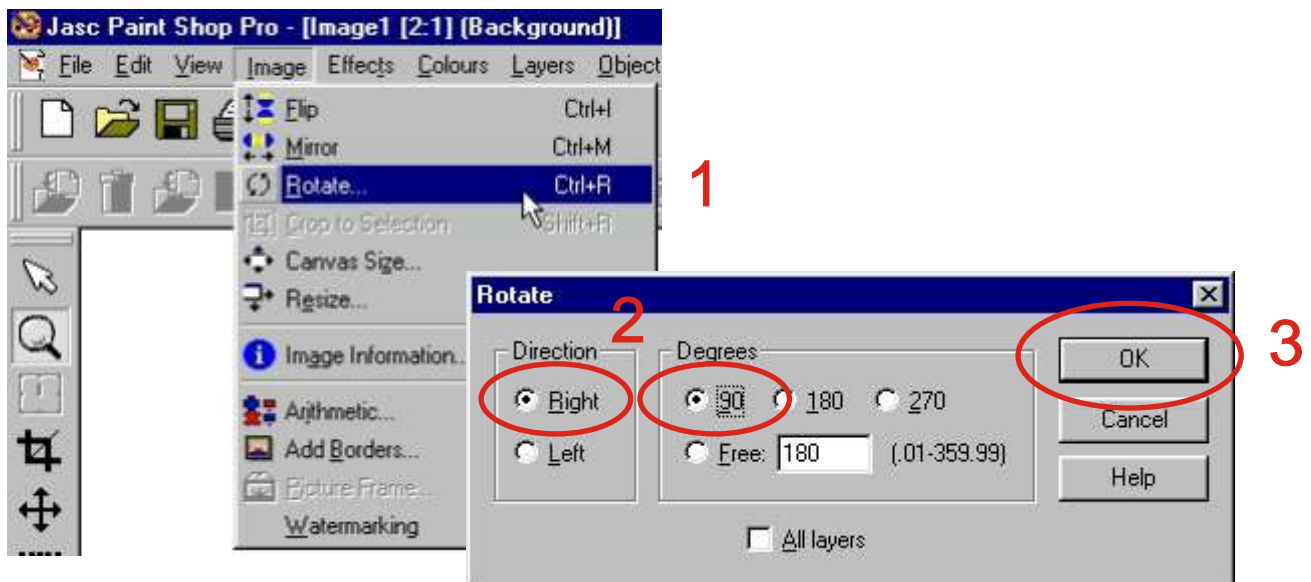 Jasc Paint Shop Pro - [Image1 [2:1] (Background)]
File Edit View Image Effects Colours Layers Object
Flip Ctrl+I
Mirror Ctrl+M
Rotate... Ctrl+R
1
Crop to Selection Shift+R
Canvas Size...
Resize...
Image Information..
Arithmetic...
Add Borders...
Picture Frame...
Watermarking
Rotate
2
Direction
Right
Left
Degrees
90 180 270
Free: 180 (.01-359.99)
All layers
OK
3
Cancel
Help